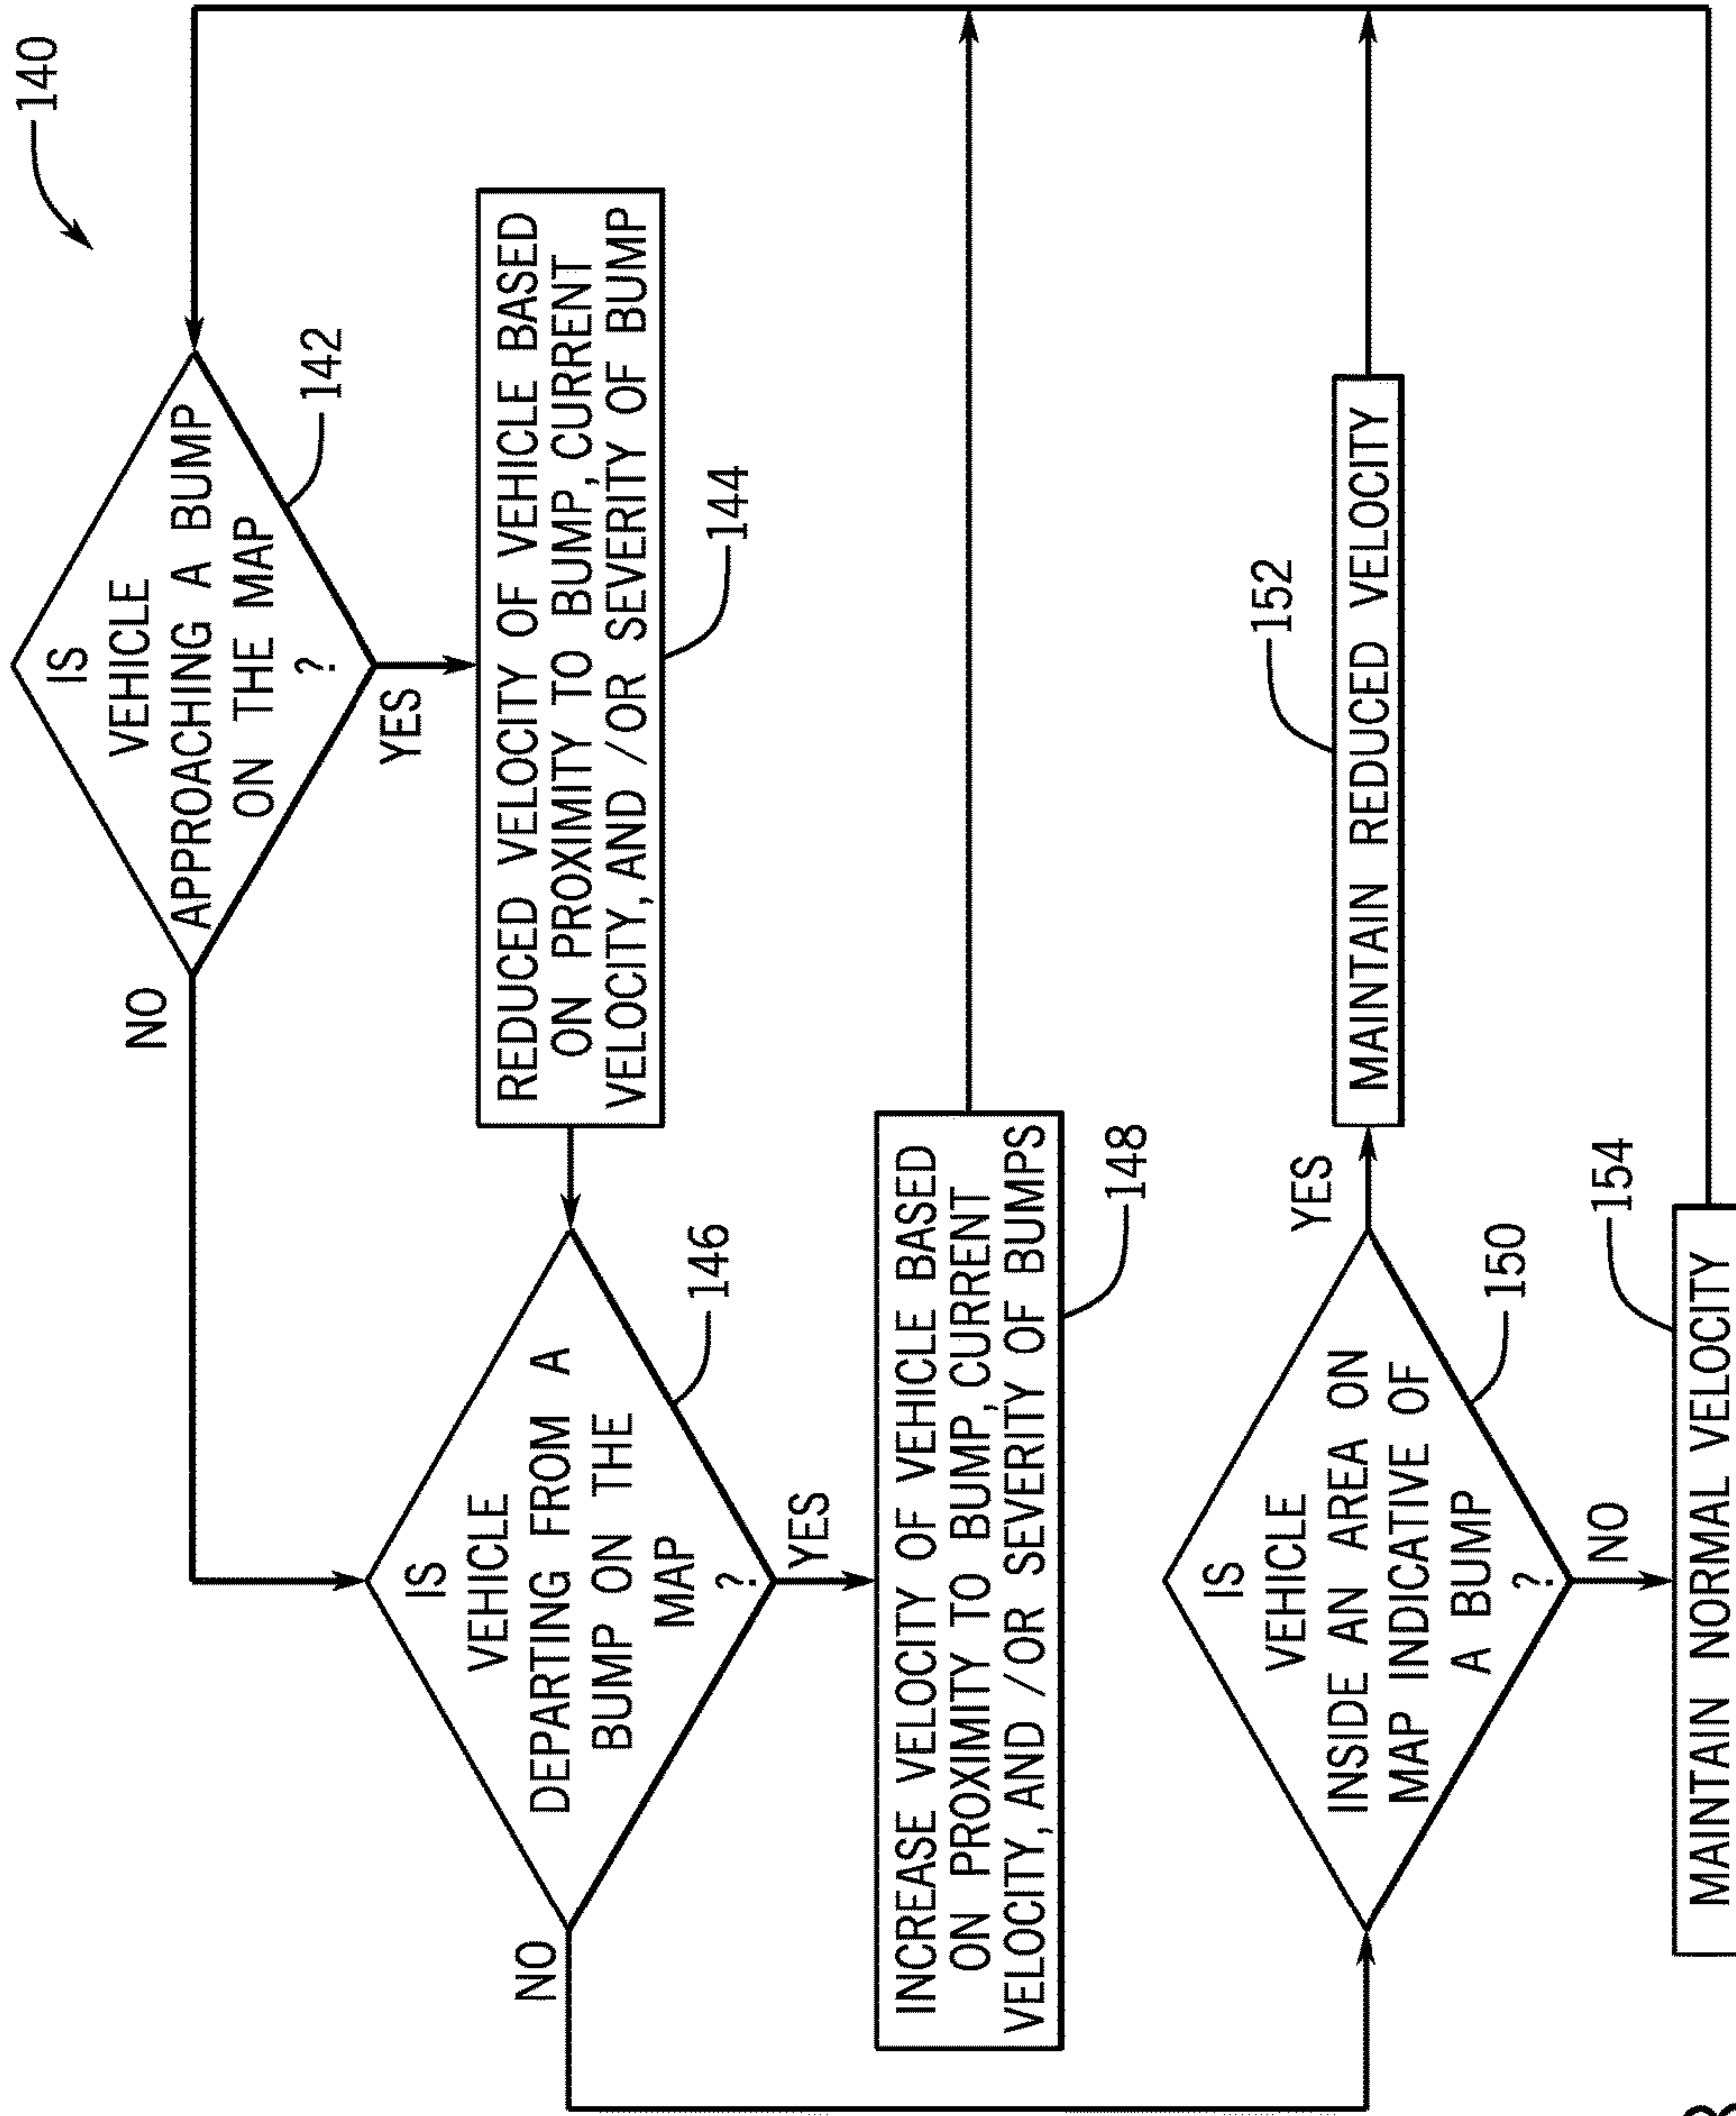 140
IS
VEHICLE
APPROACHING A BUMP
ON THE MAP
?
142
NO
YES
REDUCED VELOCITY OF VEHICLE BASED
ON PROXIMITY TO BUMP, CURRENT
VELOCITY, AND /OR SEVERITY OF BUMP
144
IS
VEHICLE
DEPARTING FROM A
BUMP ON THE
MAP
?
146
NO
YES
INCREASE VELOCITY OF VEHICLE BASED
ON PROXIMITY TO BUMP, CURRENT
VELOCITY, AND /OR SEVERITY OF BUMPS
148
IS
VEHICLE
INSIDE AN AREA ON
MAP INDICATIVE OF
A BUMP
?
150
YES
MAINTAIN REDUCED VELOCITY
152
NO
MAINTAIN NORMAL VELOCITY
154